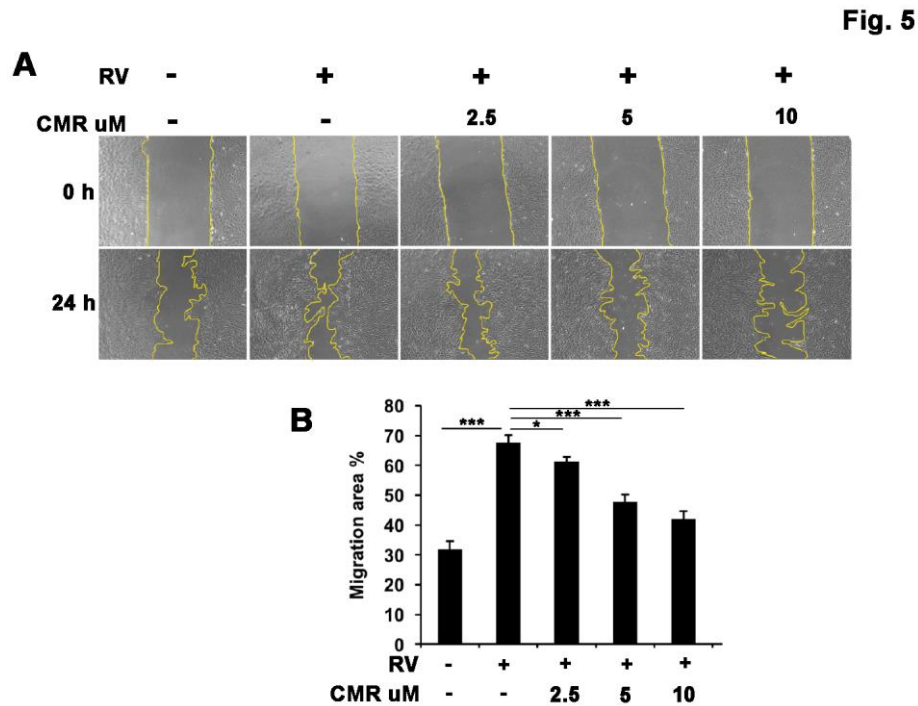 Fig. 5
A
RV - + + + +
CMR uM - - 2.5 5 10
0 h
24 h
B
80
70
60
50
40
30
20
10
0
Migration area %
***
***
***
*
RV - + + + +
CMR uM - - 2.5 5 10